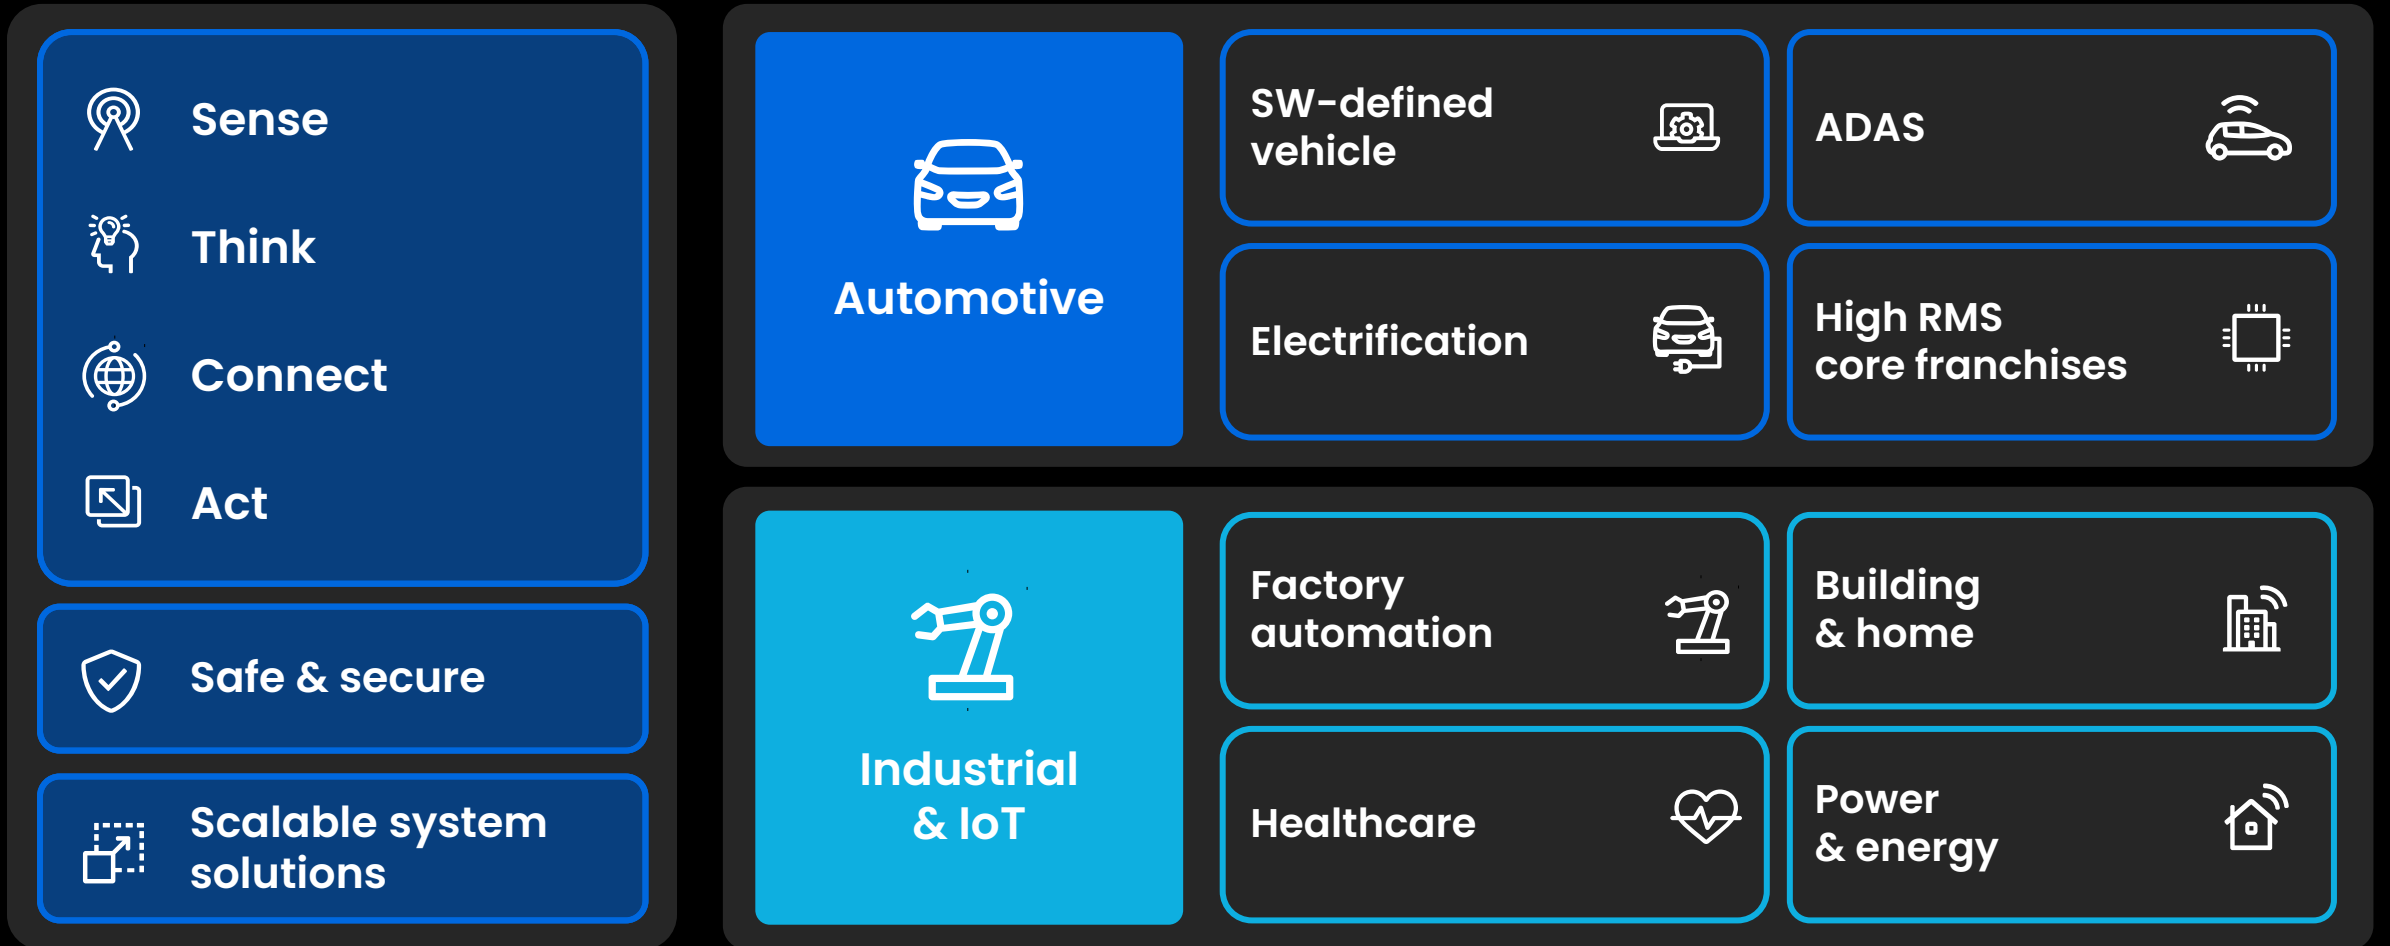 Sense
Think
Connect
Act
Safe & secure
Scalable system
solutions
Automotive
SW-defined
vehicle
ADAS
Electrification
High RMS
core franchises
Industrial
& IoT
Factory
automation
Building
& home
Healthcare
Power
& energy